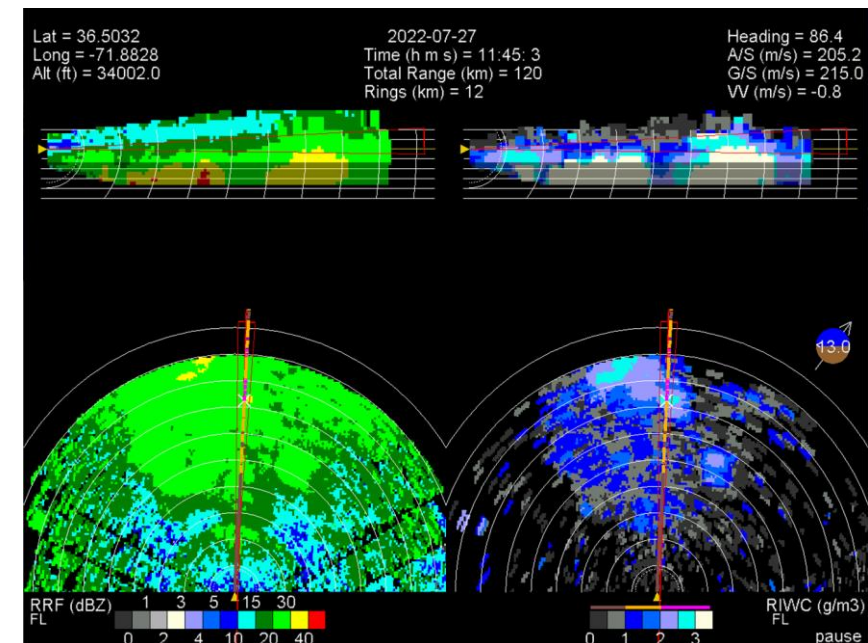 Lat = 36.5032
Long = -71.8828
Alt (ft) = 34002.0
2022-07-27
Time (h m s) = 11:45: 3
Total Range (km) = 120
Rings (km) = 12
Heading = 86.4
A/S (m/s) = 205.2
G/S (m/s) = 215.0
VV (m/s) = -0.8
13.0
RRF (dBZ)
FL
1 3 5 15 30
0 2 4 10 20 40
RIWC (g/m3)
FL
0 1 2 3
pause